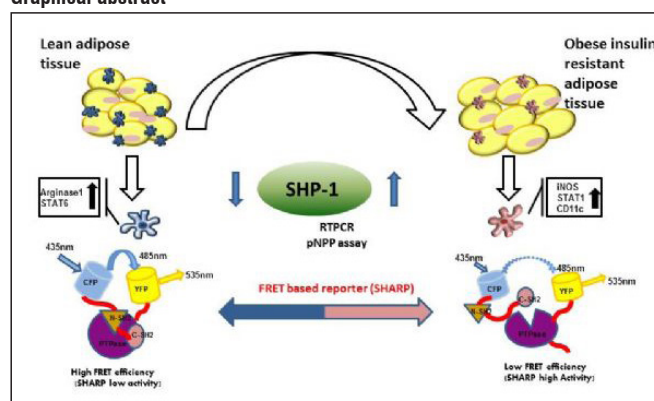 Graphical abstract
Lean adipose
tissue
Obese insulin
resistant
adipose
tissue
Arginase1
STAT6
SHP-1
RTPCR
pNPP assay
iNOS
STAT1
CD11c
435nm
485nm
535nm
CFP
YFP
N-SH2
C-SH2
PTPase
High FRET efficiency
(SHARP low activity)
FRET based reporter (SHARP)
435nm
485nm
535nm
CFP
YFP
C-SH2
PTPase
Low FRET efficiency
(SHARP high Activity)